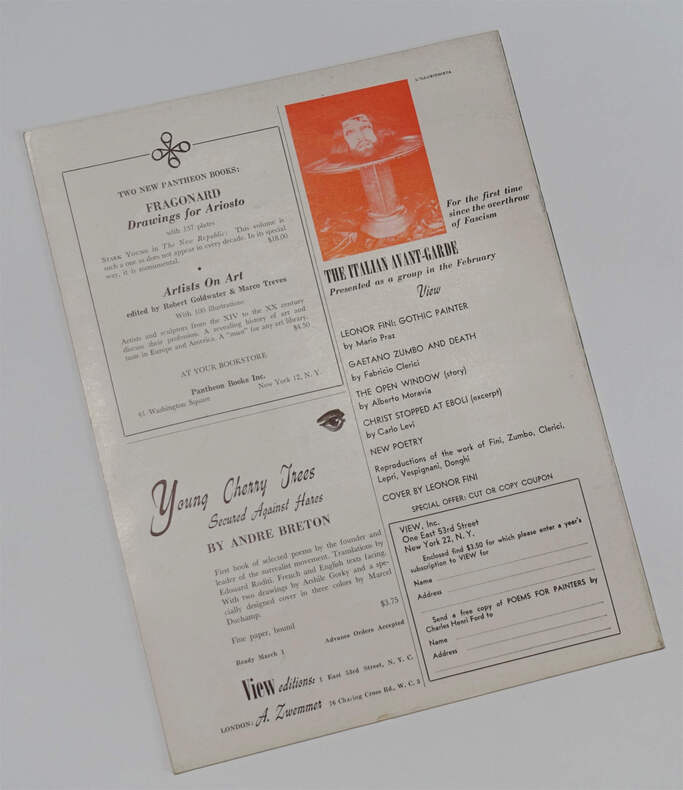 TWO NEW PANTHEON BOOKS:
FRAGONARD
Drawings for Ariosto
with 137 plates
STARK YOUNG in The New Republic: This volume is
such a one as does not appear in every decade. In its special
way, it is monumental. $18.00
•
Artists On Art
edited by Robert Goldwater & Marco Treves
With 100 illustrations
Artists and sculptors from the XIV to the XX century
discuss their profession. A revealing history of art and
taste in Europe and America. A "must" for any art library.
$4.50
AT YOUR BOOKSTORE
Pantheon Books Inc.
41 Washington Square New York 12, N. Y.
Young Cherry Trees
Secured Against Hares
BY ANDRE BRETON
First book of selected poems by the founder and
leader of the surrealist movement. Translations by
Edouard Roditi. French and English texts facing.
With two drawings by Arshile Gorky and a spe-
cially designed cover in three colors by Marcel
Duchamp.
Fine paper, bound $3.75
Ready March 1 Advance Orders Accepted
View editions: 1 East 53rd Street, N. Y. C.
LONDON: A. Zwemmer 76 Charing Cross Rd., W. C. 2
For the first time
since the overthrow
of Fascism
THE ITALIAN AVANT-GARDE
Presented as a group in the February
View
LEONOR FINI: GOTHIC PAINTER
by Mario Praz
GAETANO ZUMBO AND DEATH
by Fabricio Clerici
THE OPEN WINDOW (story)
by Alberto Moravia
CHRIST STOPPED AT EBOLI (excerpt)
by Carlo Levi
NEW POETRY
Reproductions of the work of Fini, Zumbo, Clerici,
Lepri, Vespignani, Donghi
COVER BY LEONOR FINI
SPECIAL OFFER: CUT OR COPY COUPON
VIEW, Inc.
One East 53rd Street
New York 22, N. Y.
Enclosed find $3.50 for which please enter a year's
subscription to VIEW for
Name
Address
Send a free copy of POEMS FOR PAINTERS by
Charles Henri Ford to
Name
Address